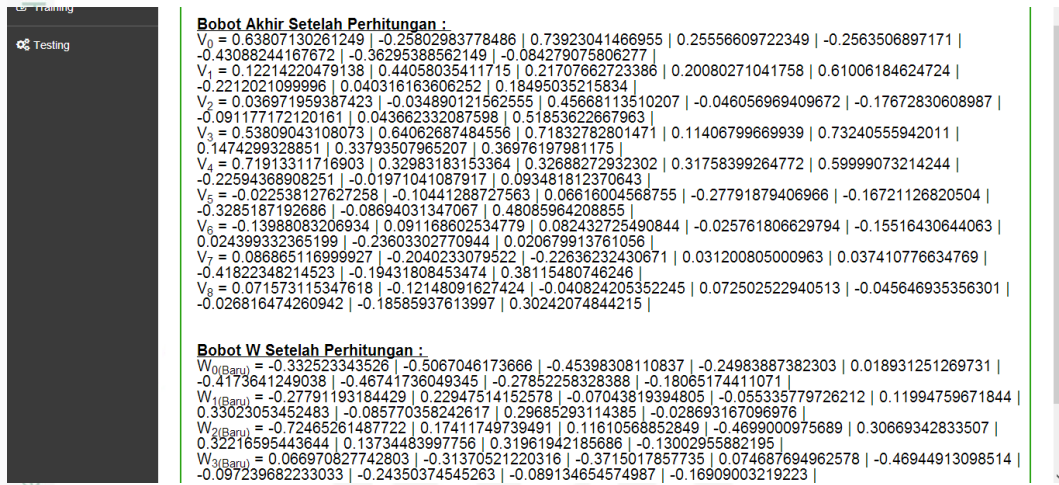 Training
Testing
Bobot Akhir Setelah Perhitungan :
V0 = 0.63807130261249 | -0.25802983778486 | 0.73923041466955 | 0.25556609722349 | -0.2563506897171 |
-0.43088244167672 | -0.36295388562149 | -0.084279075806277 |
V1 = 0.12214220479138 | 0.44058035411715 | 0.21707662723386 | 0.20080271041758 | 0.61006184624724 |
-0.2212021099996 | 0.040316163606252 | 0.18495035215834 |
V2 = 0.036971959387423 | -0.034890121562555 | 0.45668113510207 | -0.046056969409672 | -0.17672830608987 |
-0.091177172120161 | 0.043662332087598 | 0.51853622667963 |
V3 = 0.53809043108073 | 0.64062687484556 | 0.71832782801471 | 0.11406799669939 | 0.73240555942011 |
0.1474299328851 | 0.33793507965207 | 0.36976197981175 |
V4 = 0.71913311716903 | 0.32983183153364 | 0.32688272932302 | 0.31758399264772 | 0.59999073214244 |
-0.22594368908251 | -0.01971041087917 | 0.093481812370643 |
V5 = -0.022538127627258 | -0.10441288727563 | 0.06616004568755 | -0.27791879406966 | -0.16721126820504 |
-0.3285187192686 | -0.08694031347067 | 0.48085964208855 |
V6 = -0.13988083206934 | 0.091168602534779 | 0.082432725490844 | -0.025761806629794 | -0.15516430644063 |
0.024399332365199 | -0.23603302770944 | 0.020679913761056 |
V7 = 0.086865116999927 | -0.2040233079522 | -0.22636232430671 | 0.031200805000963 | 0.037410776634769 |
-0.41822348214523 | -0.19431808453474 | 0.38115480746246 |
V8 = 0.071573115347618 | -0.12148091627424 | -0.040824205352245 | 0.072502522940513 | -0.045646935356301 |
-0.026816474260942 | -0.18585937613997 | 0.30242074844215 |
Bobot W Setelah Perhitungan :
W0(Baru) = -0.332523343526 | -0.5067046173666 | -0.45398308110837 | -0.24983887382303 | 0.018931251269731 |
-0.4173641249038 | -0.46741736049345 | -0.27852258328388 | -0.18065174411071 |
W1(Baru) = -0.27791193184429 | 0.22947514152578 | -0.07043819394805 | -0.055335779726212 | 0.11994759671844 |
0.33023053452483 | -0.085770358242617 | 0.29685293114385 | -0.028693167096976 |
W2(Baru) = -0.72465261487722 | 0.17411749739491 | 0.11610568852849 | -0.4699000975689 | 0.30669342833507 |
0.32216595443644 | 0.13734483997756 | 0.31961942185686 | -0.13002955882195 |
W3(Baru) = 0.066970827742803 | -0.31370521220316 | -0.3715017857735 | 0.074687694962578 | -0.46944913098514 |
-0.097239682233033 | -0.24350374545263 | -0.089134654574987 | -0.16909003219223 |